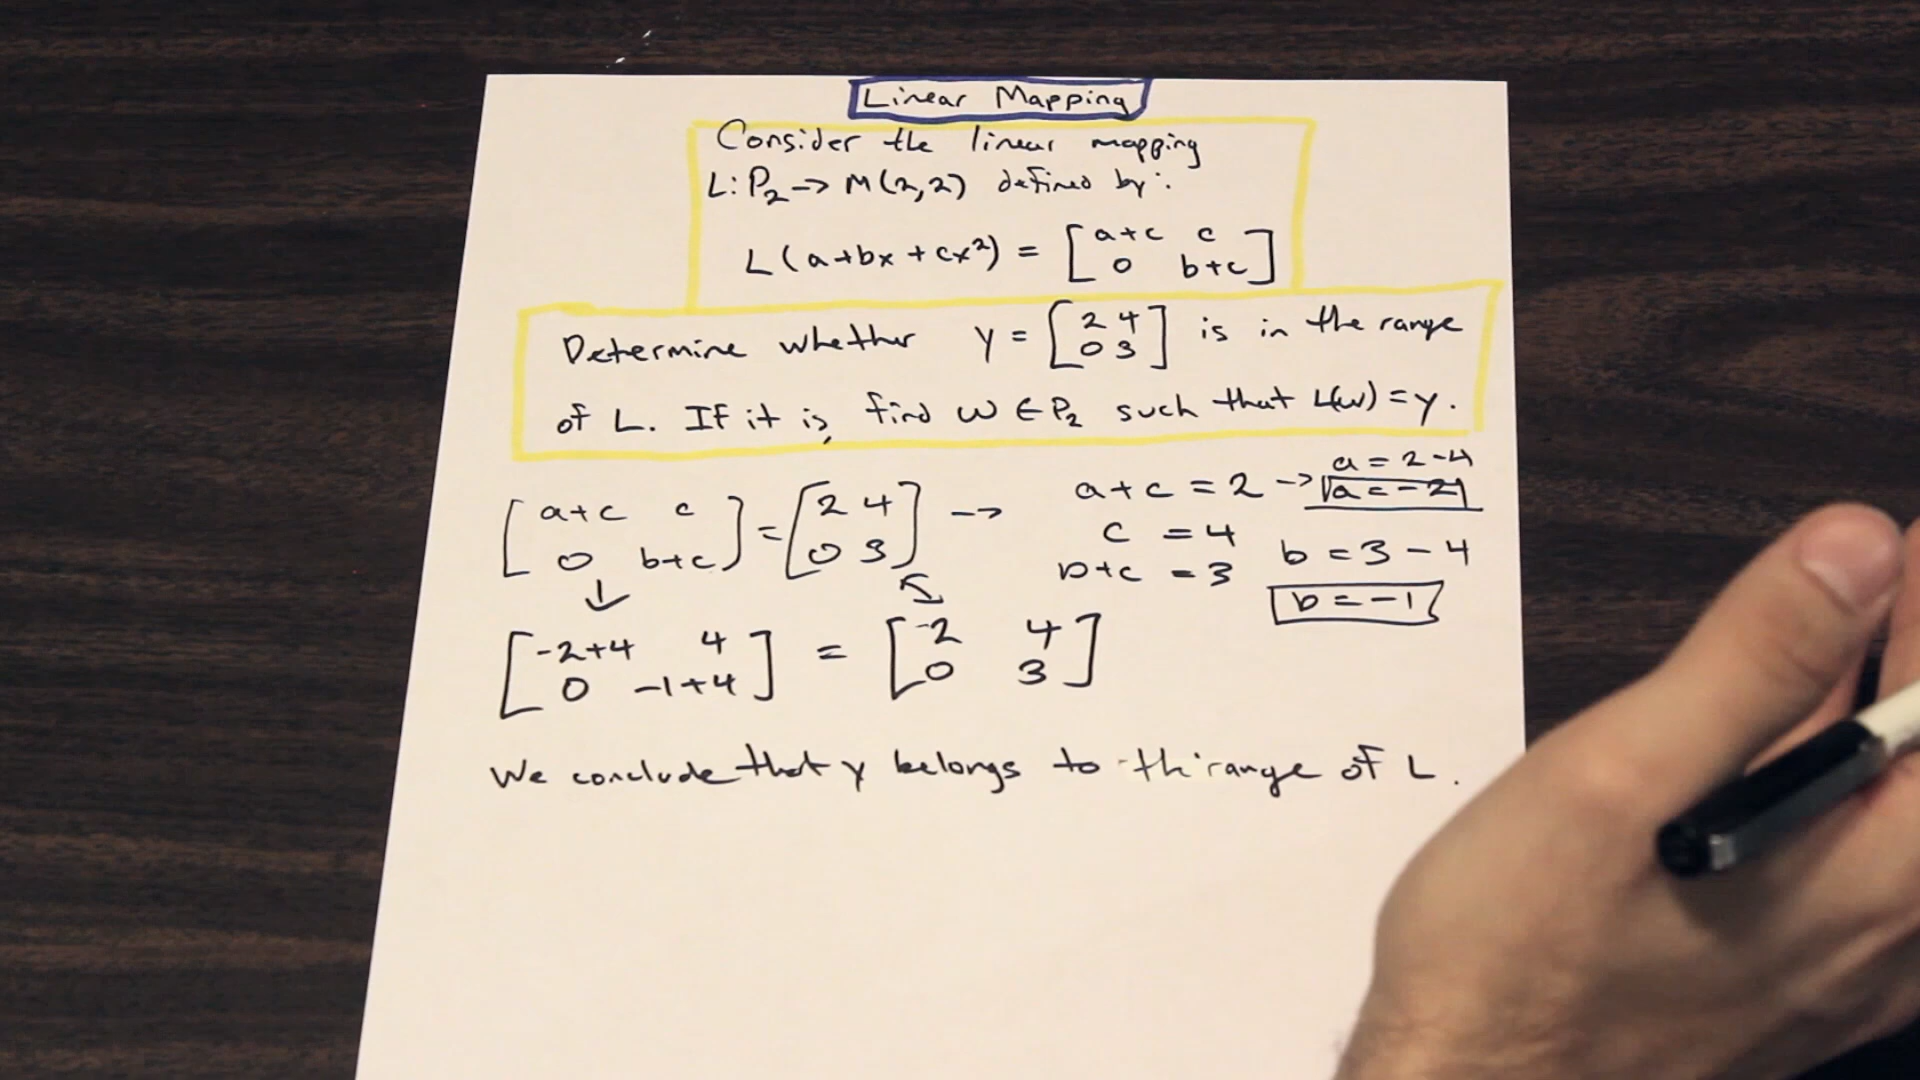 Linear Mapping
Consider the linear mapping
L: P₂ -> M(2,2) defined by:
L(a+bx+cx²) = [a+c c; 0 b+c]
Determine whether y = [2 4; 0 3] is in the range
of L. If it is, find w ∈ P₂ such that L(w) = y.
[a+c c; 0 b+c] = [2 4; 0 3] ->
a+c = 2 -> a = 2-4
a = -2
c = 4
b+c = 3
b = 3-4
b = -1
[-2+4 4; 0 -1+4] = [-2 4; 0 3]
We conclude that y belongs to th range of L.